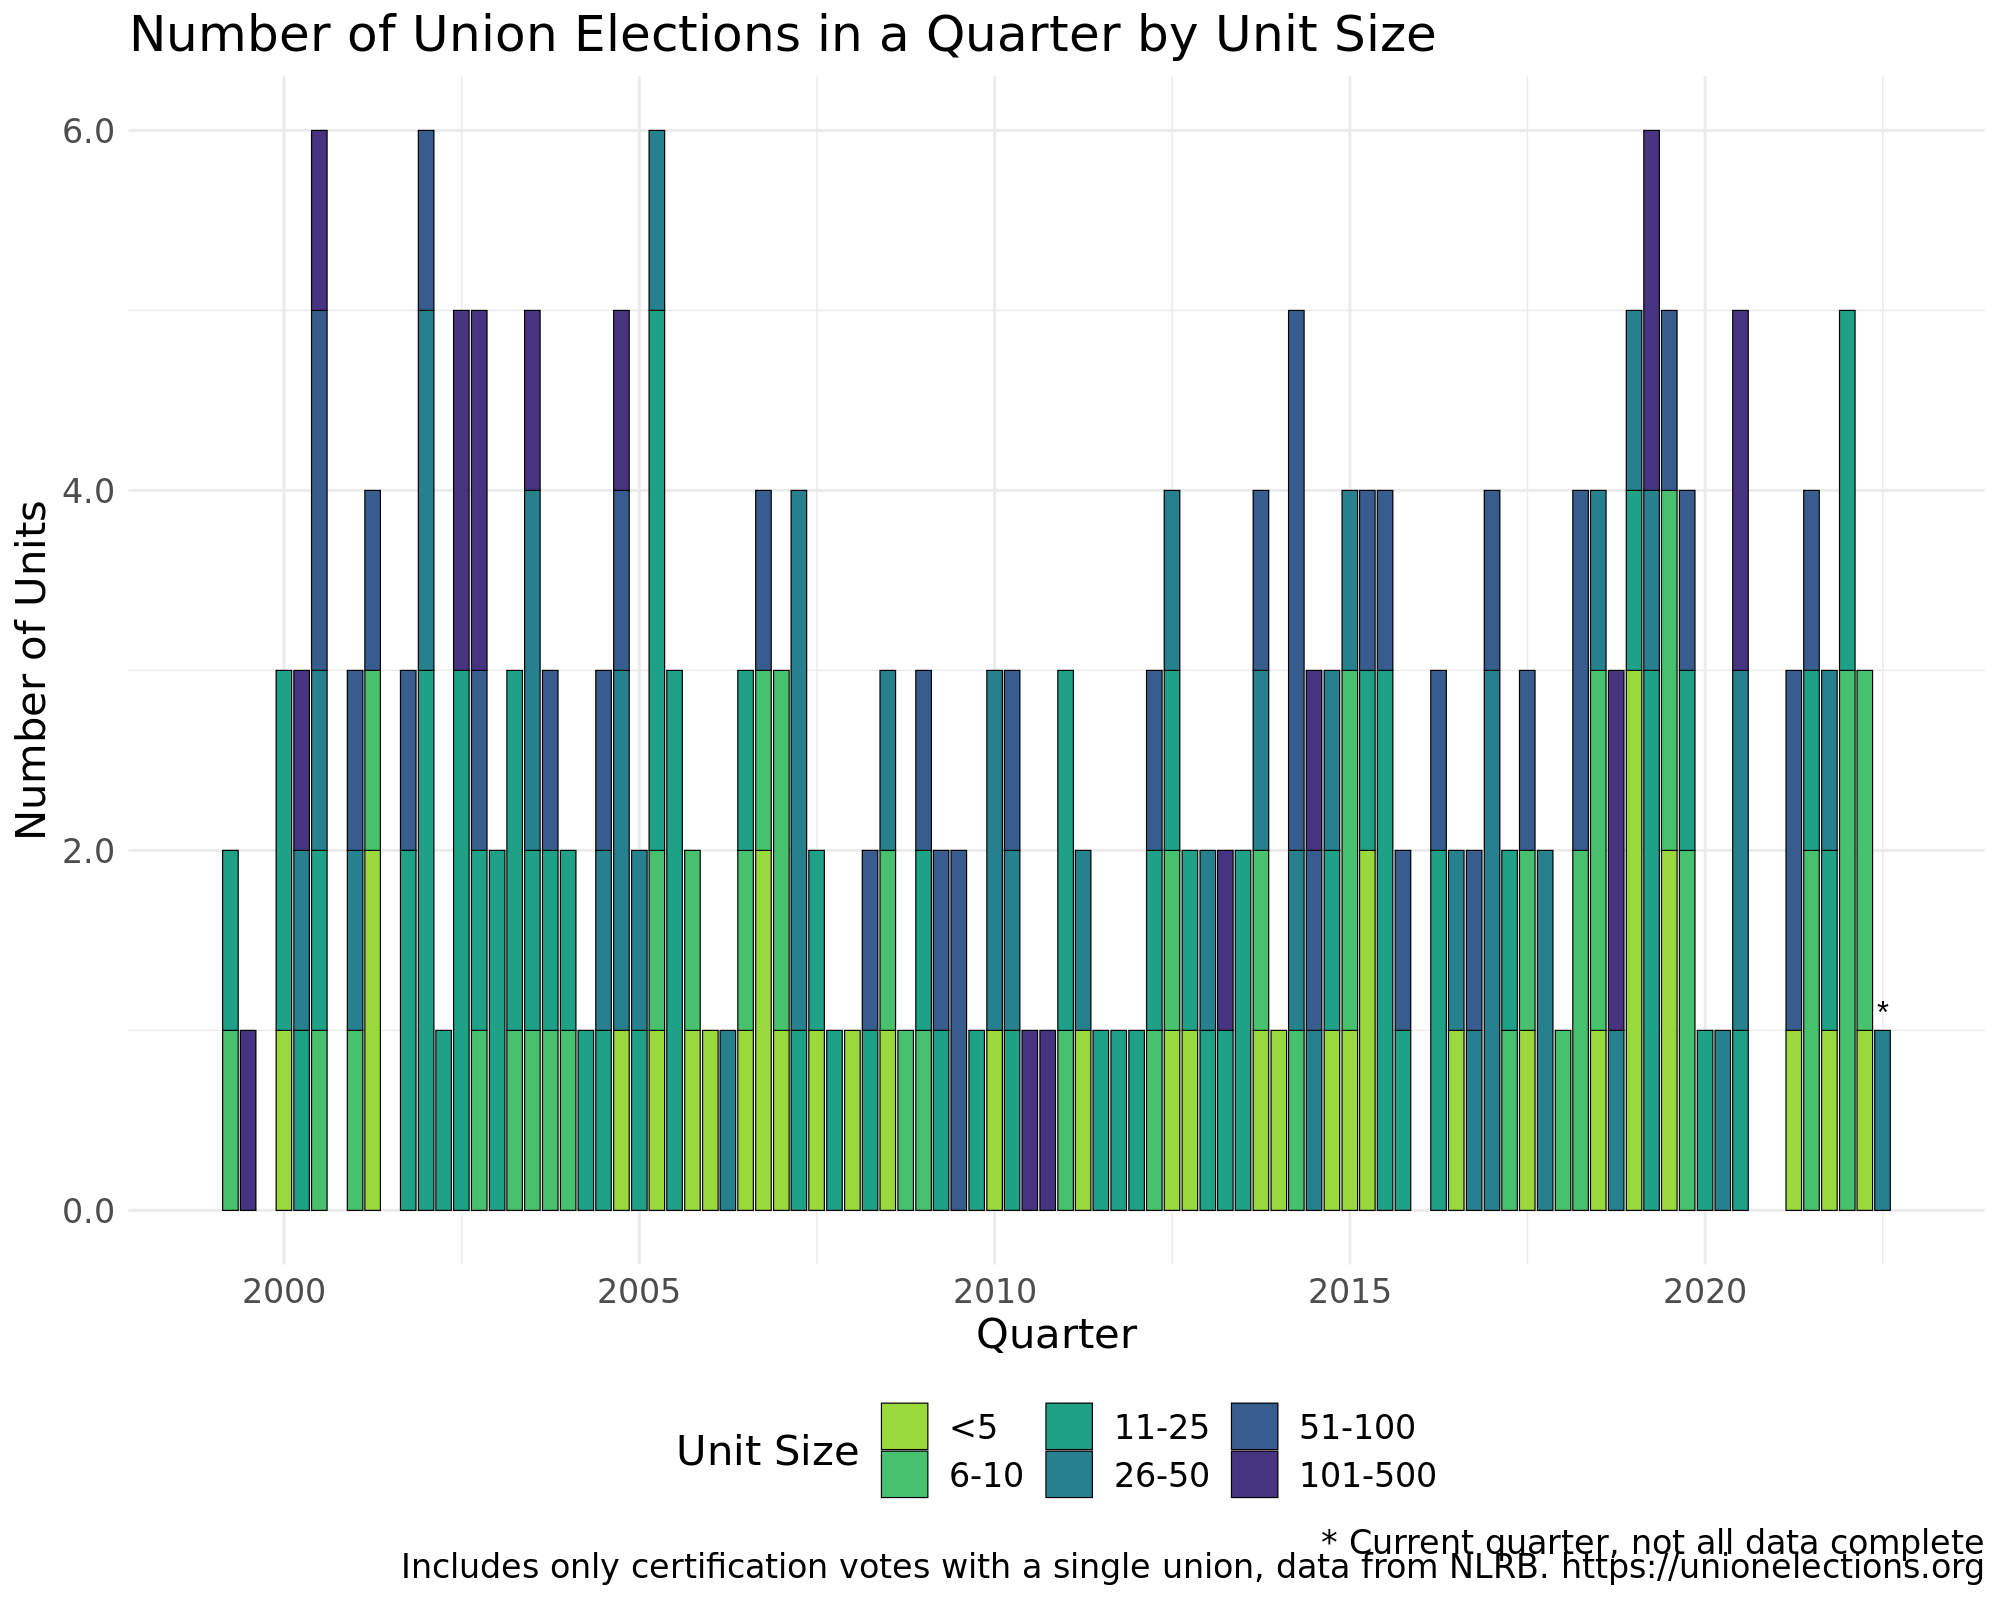 Number of Union Elections in a Quarter by Unit Size
Number of Units
6.0
4.0
2.0
0.0
*
2000 2005 2010 2015 2020
Quarter
Unit Size
<5 11-25 51-100
6-10 26-50 101-500
* Current quarter, not all data complete
Includes only certification votes with a single union, data from NLRB. https://unionelections.org